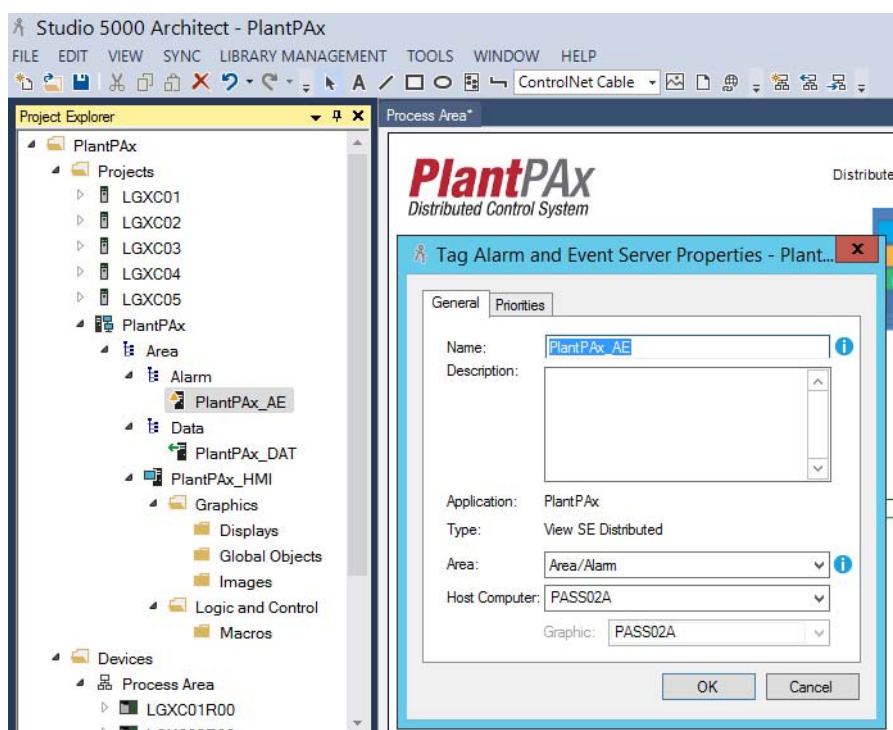 Studio 5000 Architect - PlantPAx
FILE EDIT VIEW SYNC LIBRARY MANAGEMENT TOOLS WINDOW HELP
ControlNet Cable
Project Explorer
PlantPAx
Projects
LGXC01
LGXC02
LGXC03
LGXC04
LGXC05
PlantPAx
Area
Alarm
PlantPAx_AE
Data
PlantPAx_DAT
PlantPAx_HMI
Graphics
Displays
Global Objects
Images
Logic and Control
Macros
Devices
Process Area
LGXC01R00
Process Area*
PlantPAx
Distributed Control System
Distribute
Tag Alarm and Event Server Properties - Plant...
General Priorities
Name: PlantPAx_AE
Description:
Application: PlantPAx
Type: View SE Distributed
Area: Area/Alarm
Host Computer: PASS02A
Graphic: PASS02A
OK Cancel